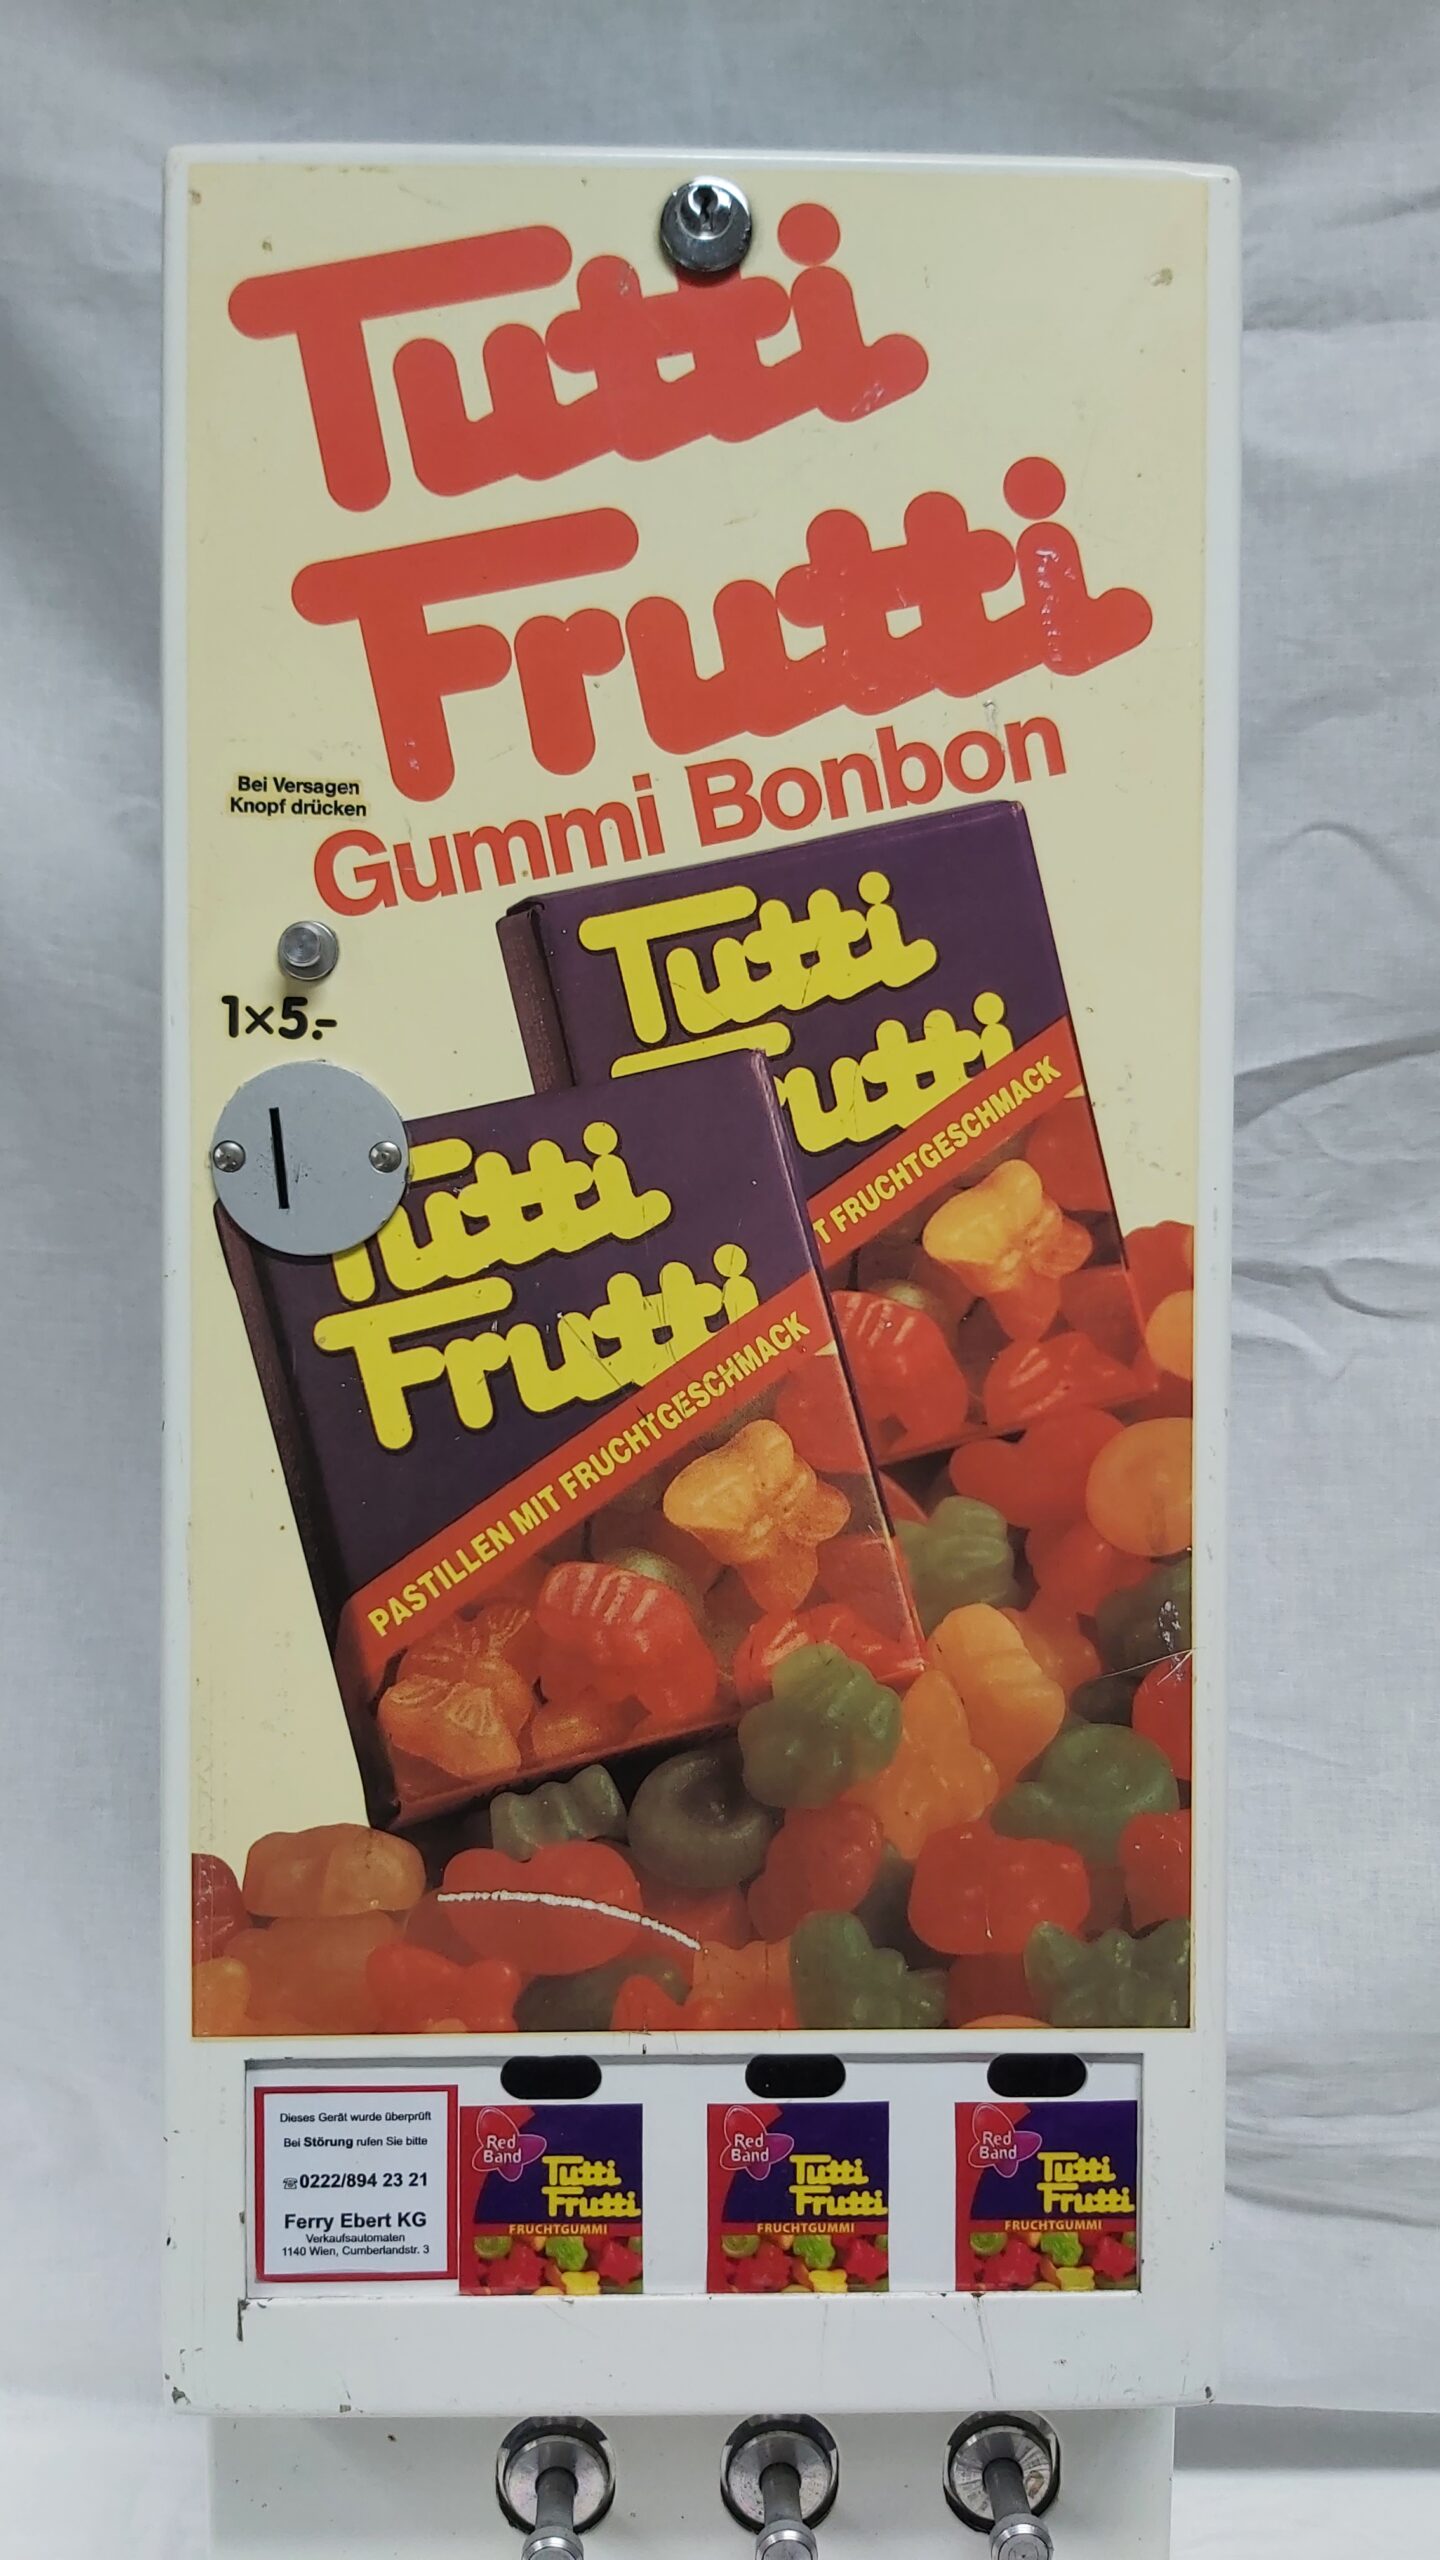 Tutti
Frutti
Gummi Bonbon
Bei Versagen
Knopf drücken
1x5.-
Tutti
Frutti
T FRUCHTGESCHMACK
Tutti
Frutti
PASTILLEN MIT FRUCHTGESCHMACK
Dieses Gerät wurde überprüft
Bei Störung rufen Sie bitte
☏0222/894 23 21
Ferry Ebert KG
Verkaufsautomaten
1140 Wien, Cumberlandstr. 3
Red
Band
Tutti
Frutti
FRUCHTGUMMI
Red
Band
Tutti
Frutti
FRUCHTGUMMI
Red
Band
Tutti
Frutti
FRUCHTGUMMI